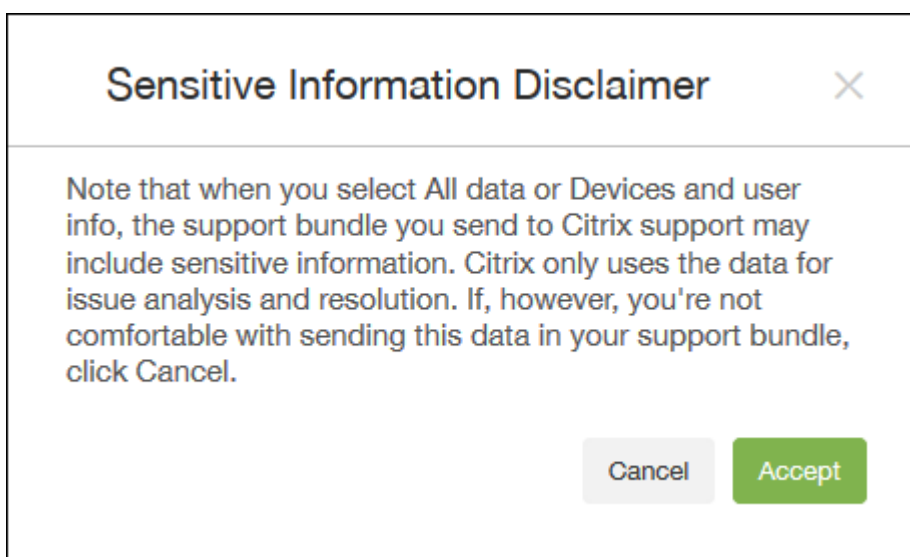 Sensitive Information Disclaimer
Note that when you select All data or Devices and user
info, the support bundle you send to Citrix support may
include sensitive information. Citrix only uses the data for
issue analysis and resolution. If, however, you're not
comfortable with sending this data in your support bundle,
click Cancel.
Cancel
Accept